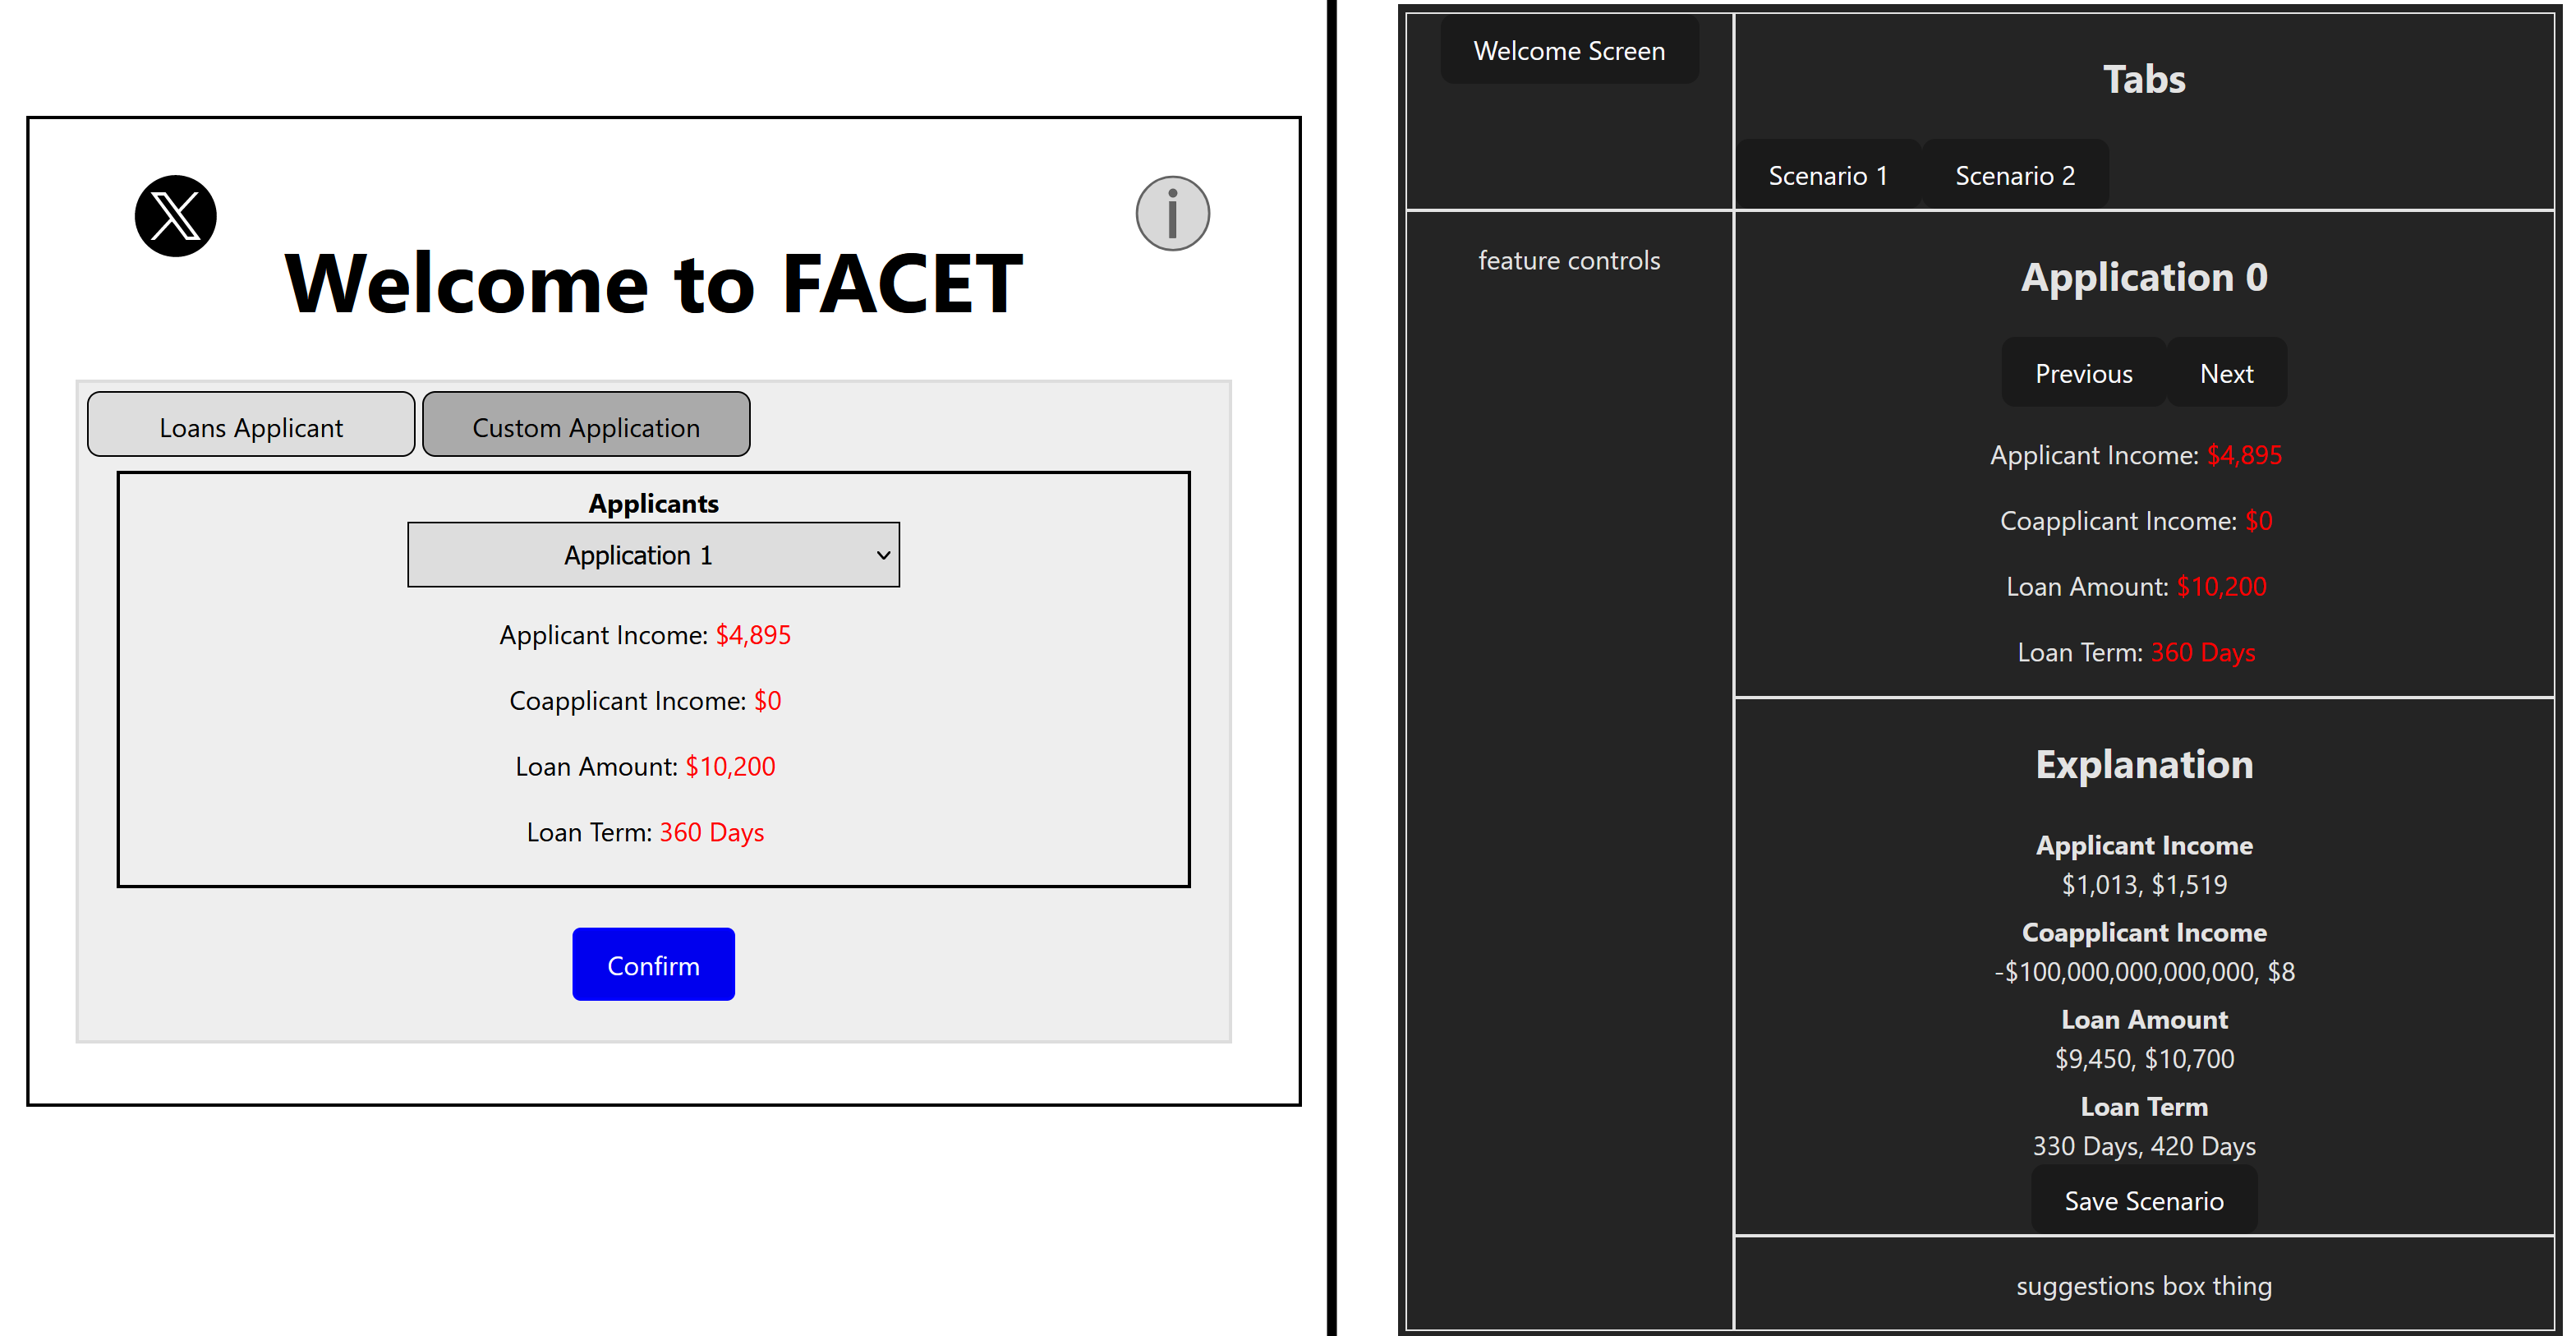 𝕏
i
Welcome to FACET
Loans Applicant
Custom Application
Applicants
Application 1
Applicant Income: $4,895
Coapplicant Income: $0
Loan Amount: $10,200
Loan Term: 360 Days
Confirm
Welcome Screen
Tabs
Scenario 1
Scenario 2
feature controls
Application 0
Previous
Next
Applicant Income: $4,895
Coapplicant Income: $0
Loan Amount: $10,200
Loan Term: 360 Days
Explanation
Applicant Income
$1,013, $1,519
Coapplicant Income
-$100,000,000,000,000, $8
Loan Amount
$9,450, $10,700
Loan Term
330 Days, 420 Days
Save Scenario
suggestions box thing